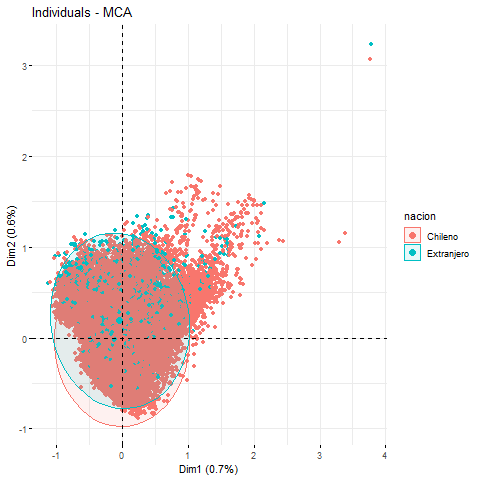 Individuals - MCA
3
2
1
0
-1
Dim2 (0.6%)
-1
0
1
2
3
4
Dim1 (0.7%)
nacion
Chileno
Extranjero